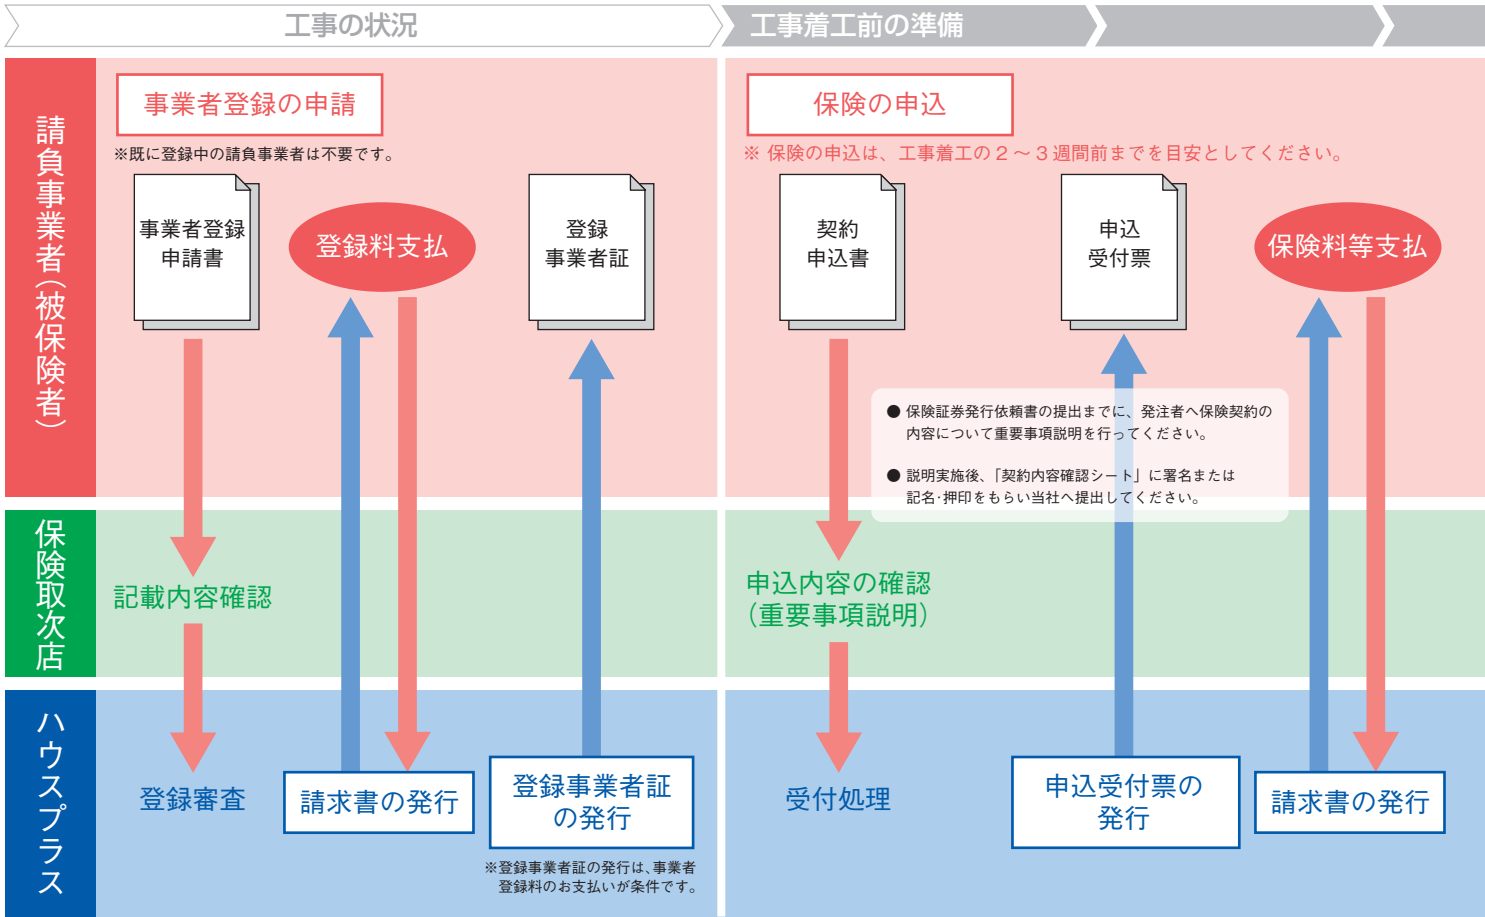 工事の状況
工事着工前の準備
請負事業者(被保険者)
事業者登録の申請
※既に登録中の請負事業者は不要です。
事業者登録
申請書
登録料支払
登録
事業者証
保険の申込
※ 保険の申込は、工事着工の２～３週間前までを目安としてください。
契約
申込書
申込
受付票
保険料等支払
● 保険証券発行依頼書の提出までに、発注者へ保険契約の
内容について重要事項説明を行ってください。
● 説明実施後、「契約内容確認シート」に署名または
記名・押印をもらい当社へ提出してください。
保険取次店
記載内容確認
申込内容の確認
（重要事項説明）
ハウスプラス
登録審査
請求書の発行
登録事業者証
の発行
※登録事業者証の発行は、事業者
登録料のお支払いが条件です。
受付処理
申込受付票の
発行
請求書の発行